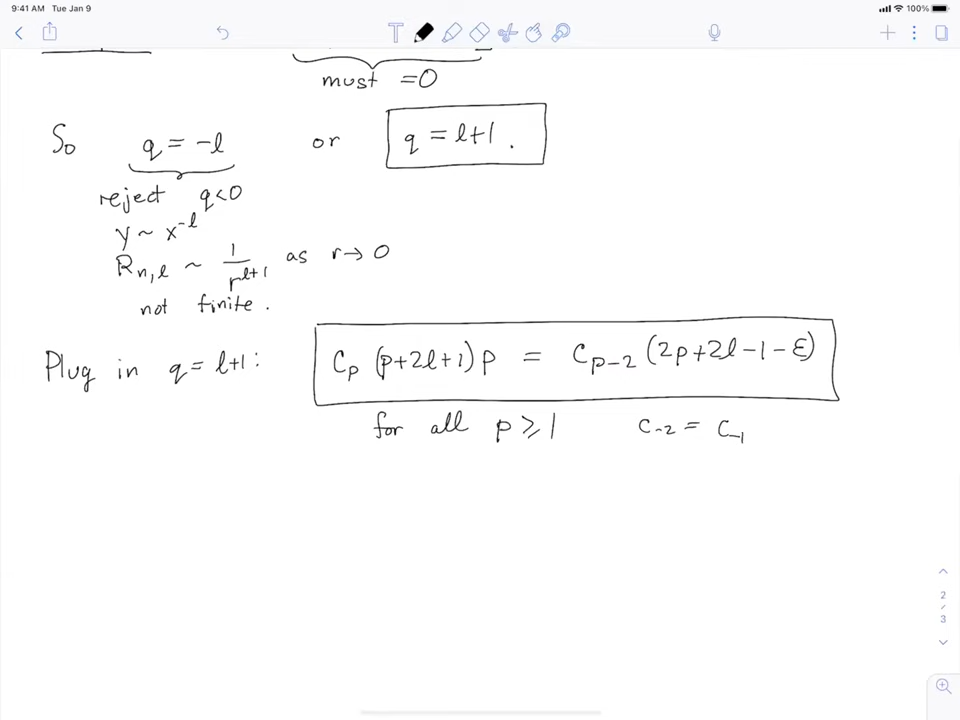 9:41 AM Tue Jan 9
100%
must = 0
So q = -l or q = l+1 .
reject q<0
y ~ x^{-l}
R_{n,l} ~ 1/r^{l+1} as r → 0
not finite .
Plug in q = l+1 : C_p (p+2l+1) p = C_{p-2} (2p+2l-1-ε)
for all p ≥ 1 C_{-2} = C_{-1}
2
/
3